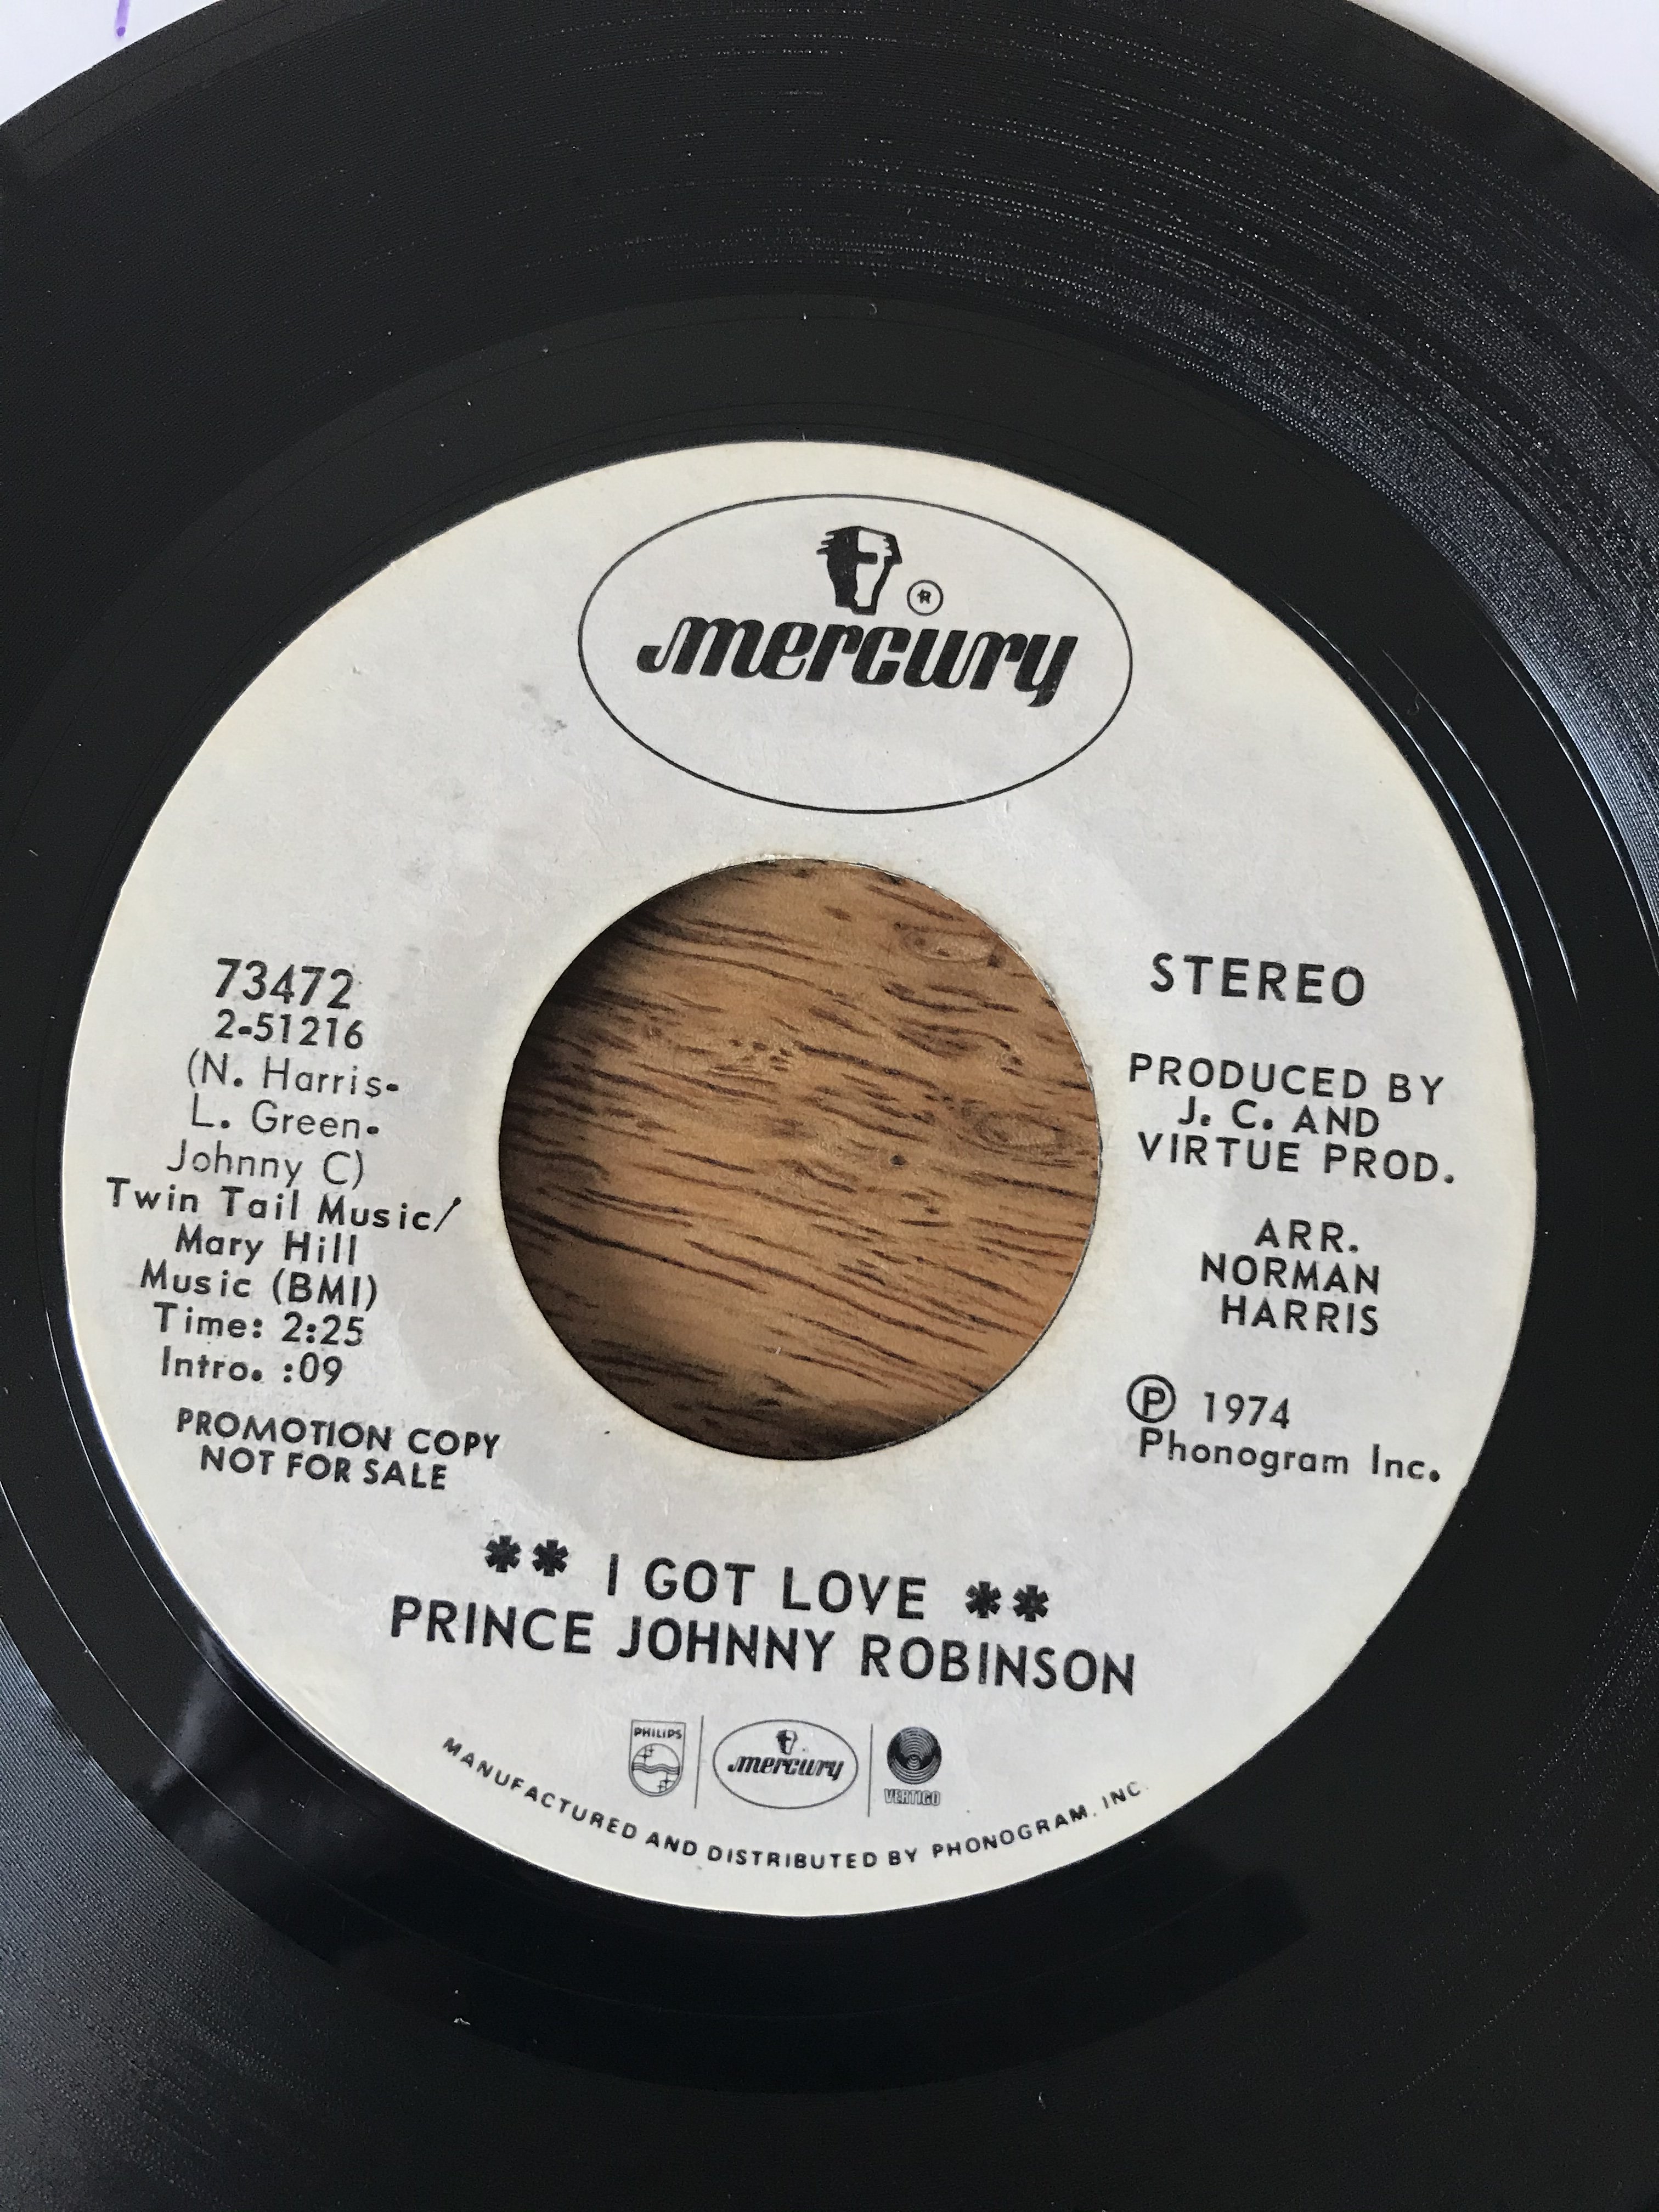 mercury ®
73472
2-51216
(N. Harris-
L. Green-
Johnny C)
Twin Tail Music/
Mary Hill
Music (BMI)
Time: 2:25
Intro. :09
PROMOTION COPY
NOT FOR SALE
STEREO
PRODUCED BY
J. C. AND
VIRTUE PROD.
ARR.
NORMAN
HARRIS
Ⓟ 1974
Phonogram Inc.
** I GOT LOVE **
PRINCE JOHNNY ROBINSON
PHILIPS
mercury
VERTIGO
MANUFACTURED AND DISTRIBUTED BY PHONOGRAM, INC.